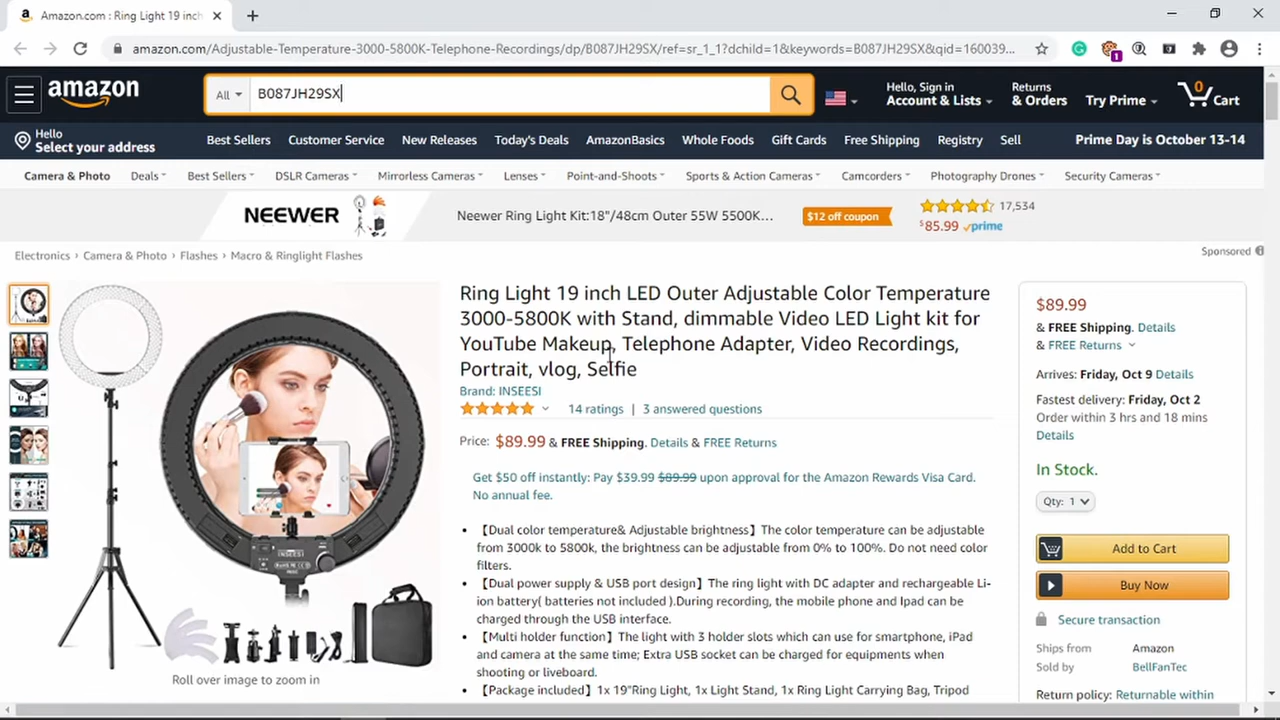 Amazon.com : Ring Light 19 inch
amazon.com/Adjustable-Temperature-3000-5800K-Telephone-Recordings/dp/B087JH29SX/ref=sr_1_1?dchild=1&keywords=B087JH29SX&qid=160039...
1
amazon
All
B087JH29SX
Hello, Sign in
Account & Lists
Returns
& Orders
Try Prime
0
Cart
Hello
Select your address
Best Sellers
Customer Service
New Releases
Today's Deals
AmazonBasics
Whole Foods
Gift Cards
Free Shipping
Registry
Sell
Prime Day is October 13-14
Camera & Photo
Deals
Best Sellers
DSLR Cameras
Mirrorless Cameras
Lenses
Point-and-Shoots
Sports & Action Cameras
Camcorders
Photography Drones
Security Cameras
NEEWER
Neewer Ring Light Kit:18"/48cm Outer 55W 5500K...
$12 off coupon
17,534
$85.99 prime
Sponsored
Electronics › Camera & Photo › Flashes › Macro & Ringlight Flashes
Ring Light 19 inch LED Outer Adjustable Color Temperature
3000-5800K with Stand, dimmable Video LED Light kit for
YouTube Makeup, Telephone Adapter, Video Recordings,
Portrait, vlog, Selfie
Brand: INSEESI
14 ratings | 3 answered questions
Price: $89.99 & FREE Shipping. Details & FREE Returns
Get $50 off instantly: Pay $39.99 $89.99 upon approval for the Amazon Rewards Visa Card.
No annual fee.
• 【Dual color temperature& Adjustable brightness】The color temperature can be adjustable
from 3000k to 5800k, the brightness can be adjustable from 0% to 100%. Do not need color
filters.
• 【Dual power supply & USB port design】The ring light with DC adapter and rechargeable Li-
ion battery( batteries not included ).During recording, the mobile phone and Ipad can be
charged through the USB interface.
• 【Multi holder function】The light with 3 holder slots which can use for smartphone, iPad
and camera at the same time; Extra USB socket can be charged for equipments when
shooting or liveboard.
• 【Package included】1x 19"Ring Light, 1x Light Stand, 1x Ring Light Carrying Bag, Tripod
INSEESI
Roll over image to zoom in
$89.99
& FREE Shipping. Details
& FREE Returns
Arrives: Friday, Oct 9 Details
Fastest delivery: Friday, Oct 2
Order within 3 hrs and 18 mins
Details
In Stock.
Qty: 1
Add to Cart
Buy Now
Secure transaction
Ships from Amazon
Sold by BellFanTec
Return policy: Returnable within